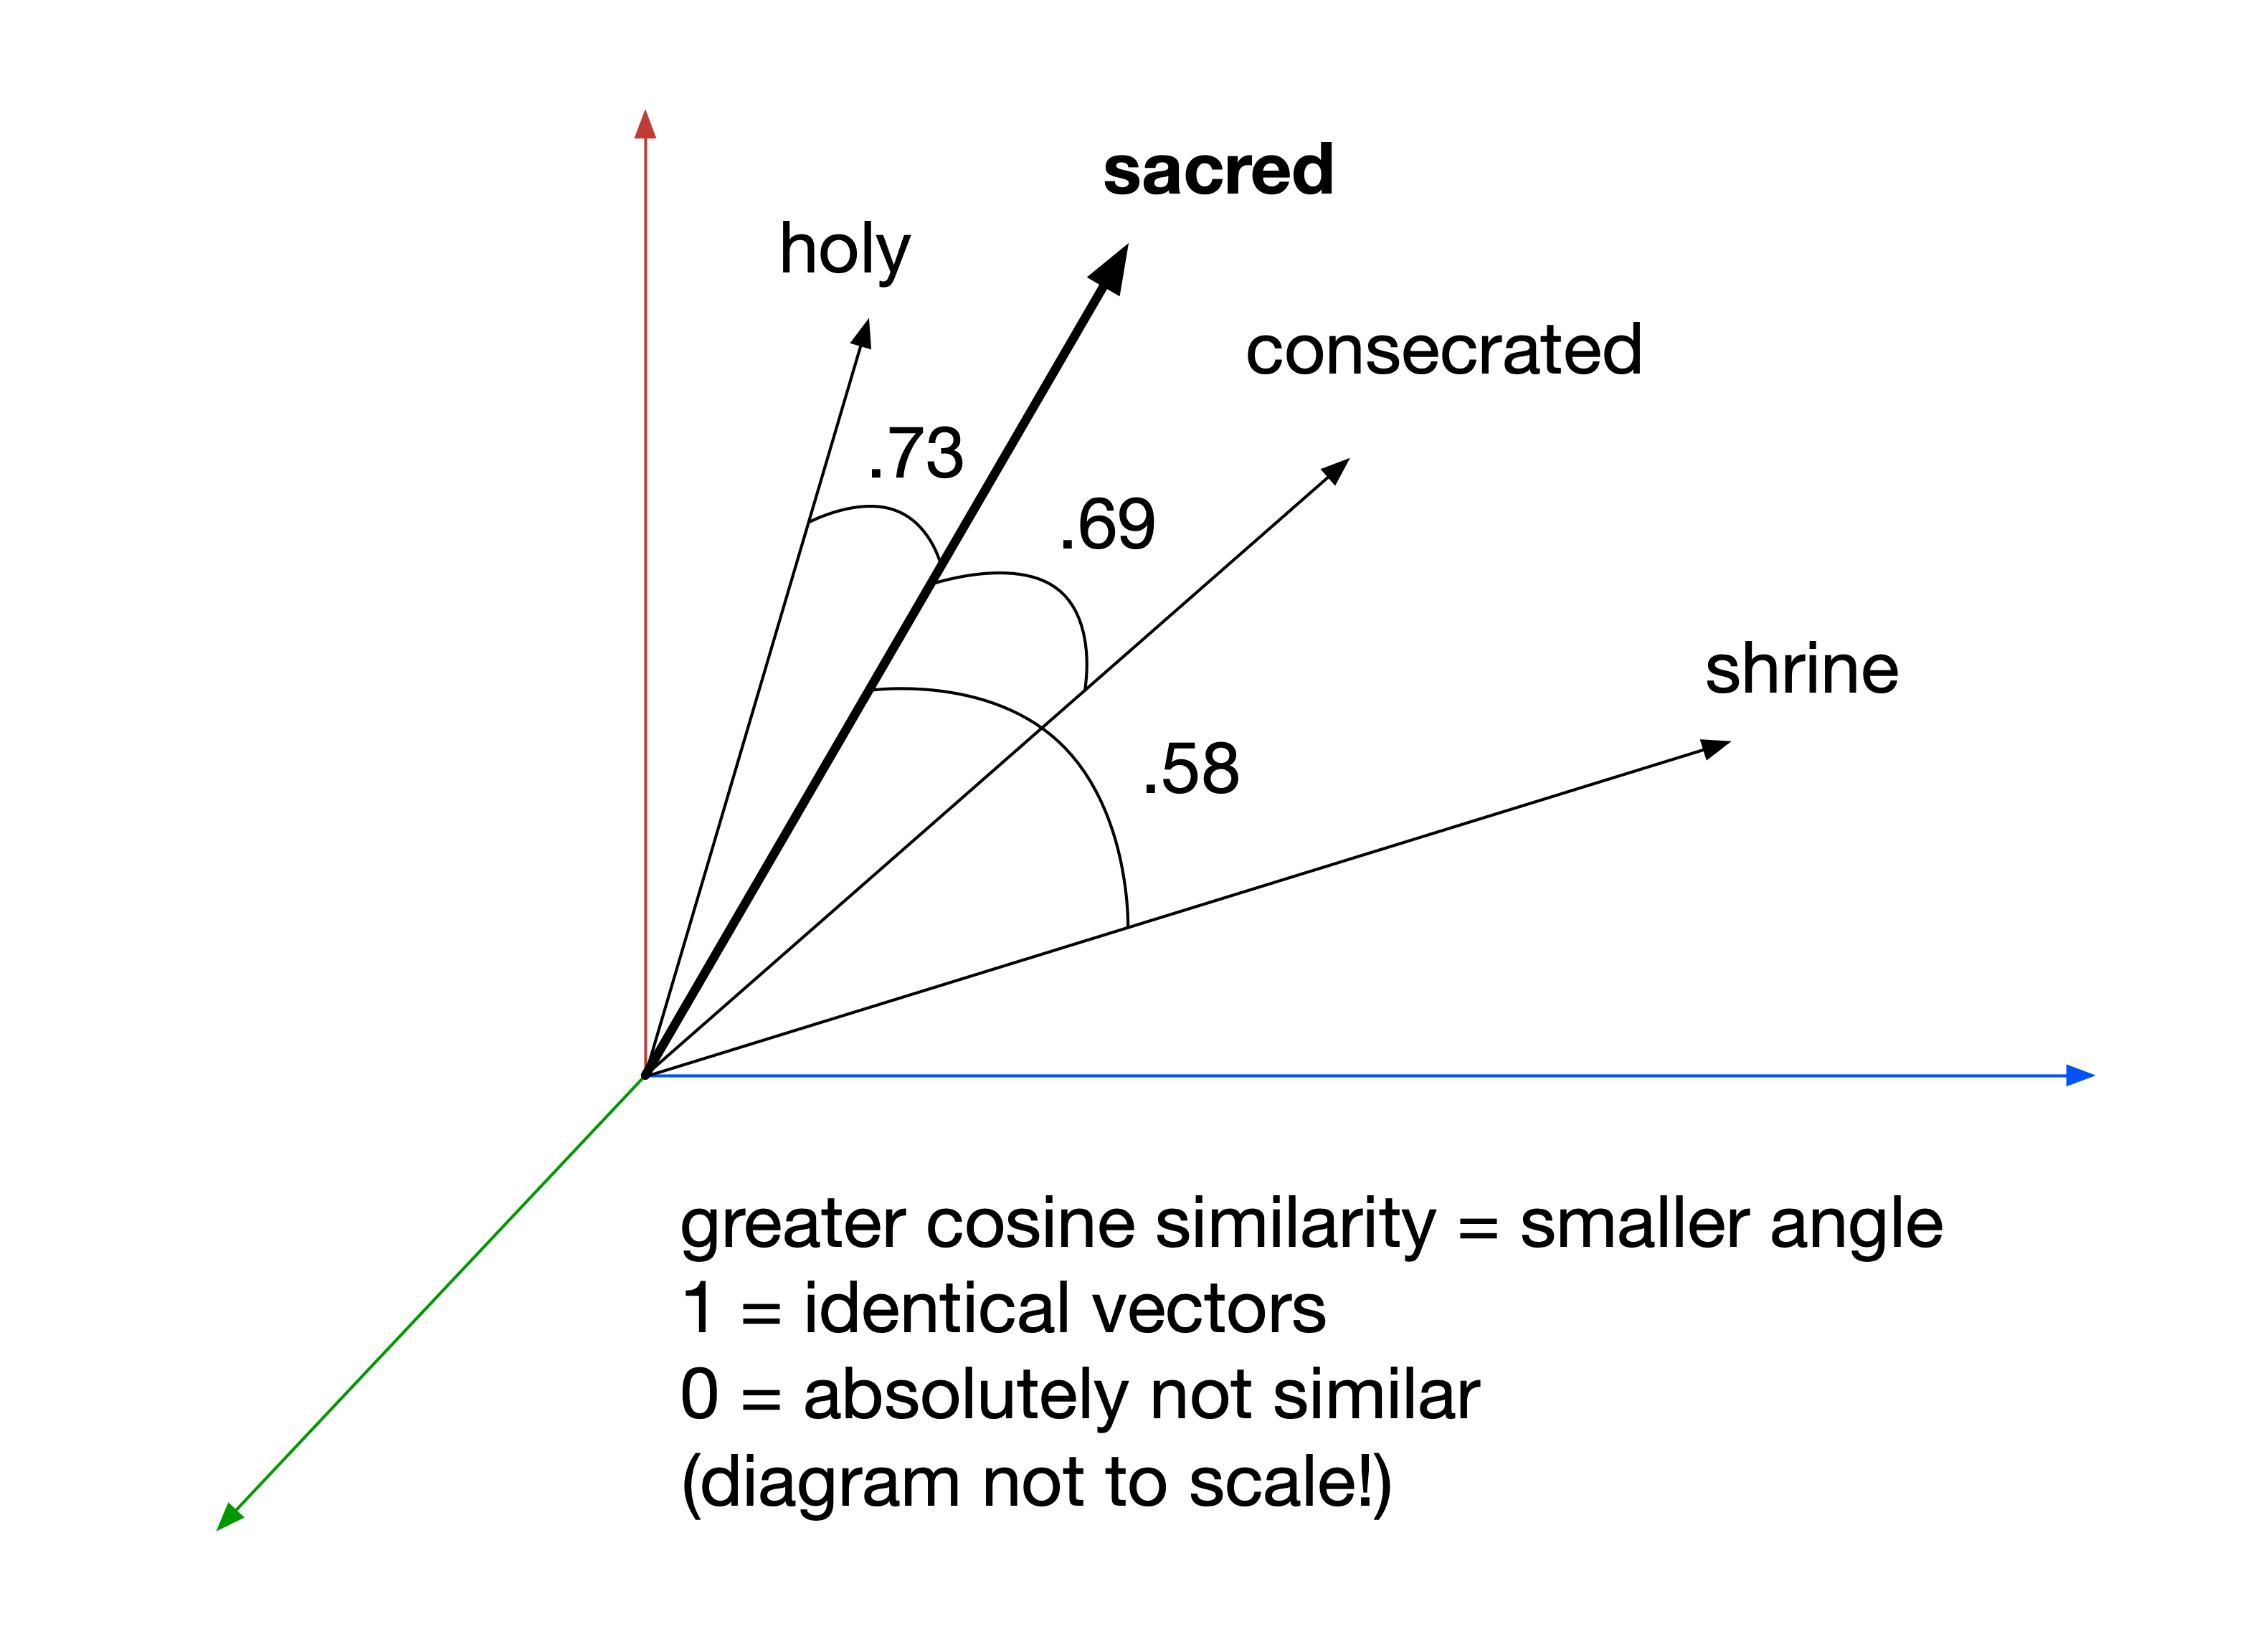 sacred
holy
consecrated
.73
.69
shrine
.58
greater cosine similarity = smaller angle
1 = identical vectors
0 = absolutely not similar
(diagram not to scale!)